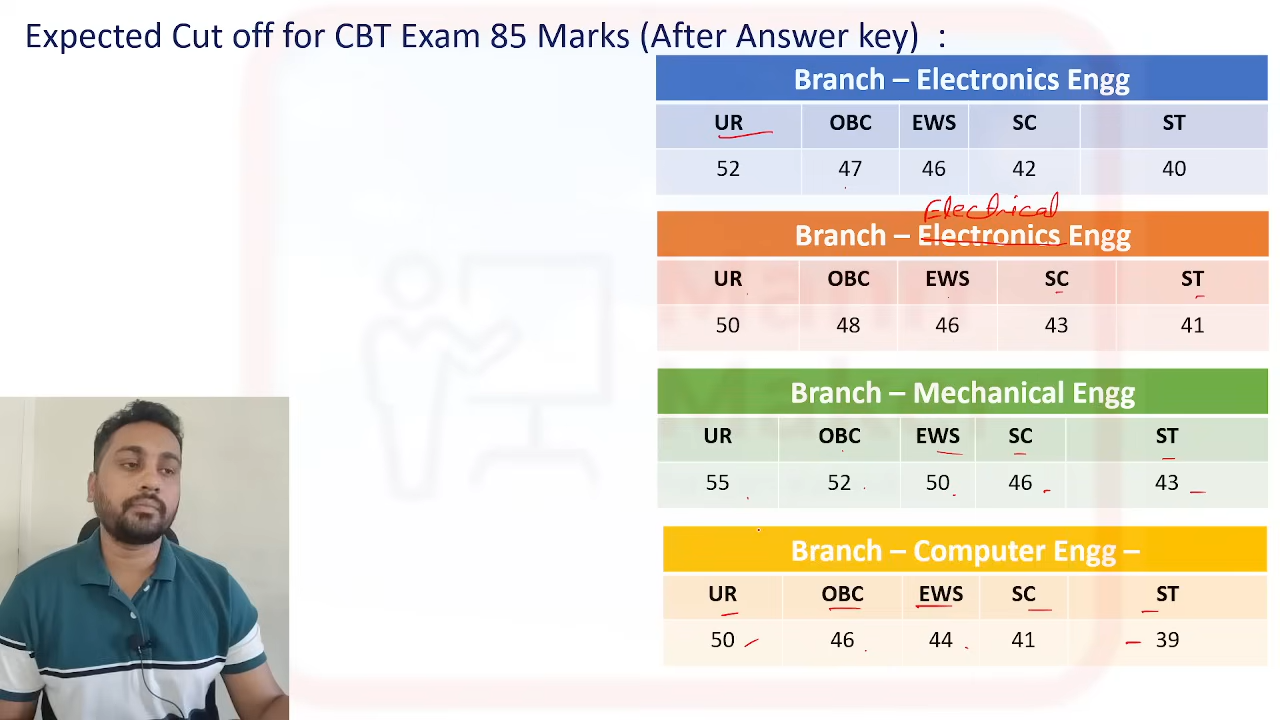 Expected Cut off for CBT Exam 85 Marks (After Answer key) :
Branch – Electronics Engg
UR OBC EWS SC ST
52 47 46 42 40
Electrical
Branch – Electronics Engg
UR OBC EWS SC ST
50 48 46 43 41
Branch – Mechanical Engg
UR OBC EWS SC ST
55 52 50 46 43
Branch – Computer Engg –
UR OBC EWS SC ST
50 46 44 41 39